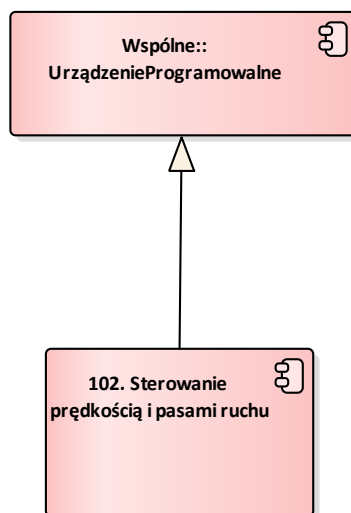 Wspólne::
UrządzenieProgramowalne
102. Sterowanie
prędkością i pasami ruchu